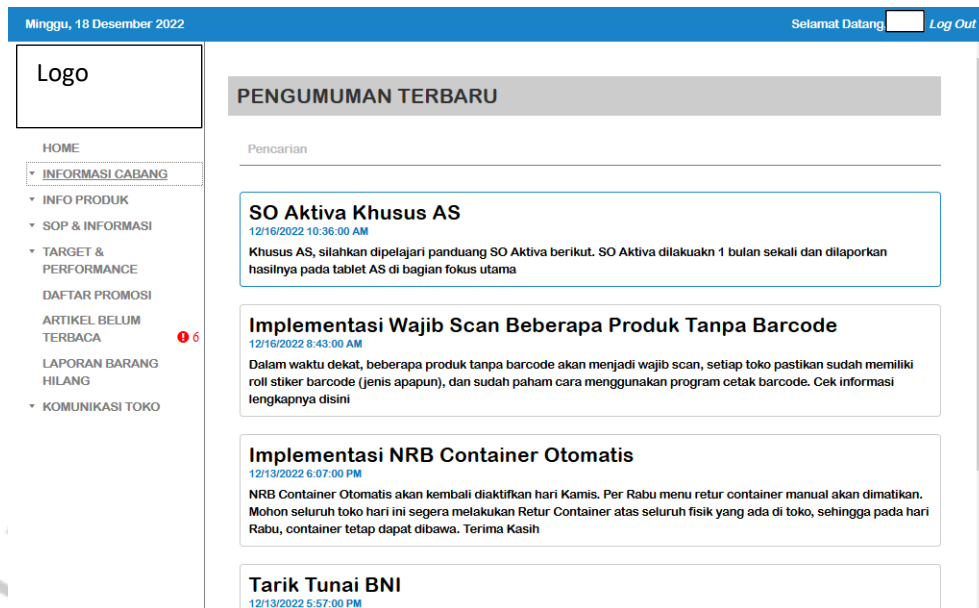 Minggu, 18 Desember 2022
Selamat Datang,
Log Out
Logo
HOME
INFORMASI CABANG
INFO PRODUK
SOP & INFORMASI
TARGET &
PERFORMANCE
DAFTAR PROMOSI
ARTIKEL BELUM
TERBACA
6
LAPORAN BARANG
HILANG
KOMUNIKASI TOKO
PENGUMUMAN TERBARU
Pencarian
SO Aktiva Khusus AS
12/16/2022 10:36:00 AM
Khusus AS, silahkan dipelajari panduang SO Aktiva berikut. SO Aktiva dilakuakn 1 bulan sekali dan dilaporkan
hasilnya pada tablet AS di bagian fokus utama
Implementasi Wajib Scan Beberapa Produk Tanpa Barcode
12/16/2022 8:43:00 AM
Dalam waktu dekat, beberapa produk tanpa barcode akan menjadi wajib scan, setiap toko pastikan sudah memiliki
roll stiker barcode (jenis apapun), dan sudah paham cara menggunakan program cetak barcode. Cek informasi
lengkapnya disini
Implementasi NRB Container Otomatis
12/13/2022 6:07:00 PM
NRB Container Otomatis akan kembali diaktifkan hari Kamis. Per Rabu menu retur container manual akan dimatikan.
Mohon seluruh toko hari ini segera melakukan Retur Container atas seluruh fisik yang ada di toko, sehingga pada hari
Rabu, container tetap dapat dibawa. Terima Kasih
Tarik Tunai BNI
12/13/2022 5:57:00 PM